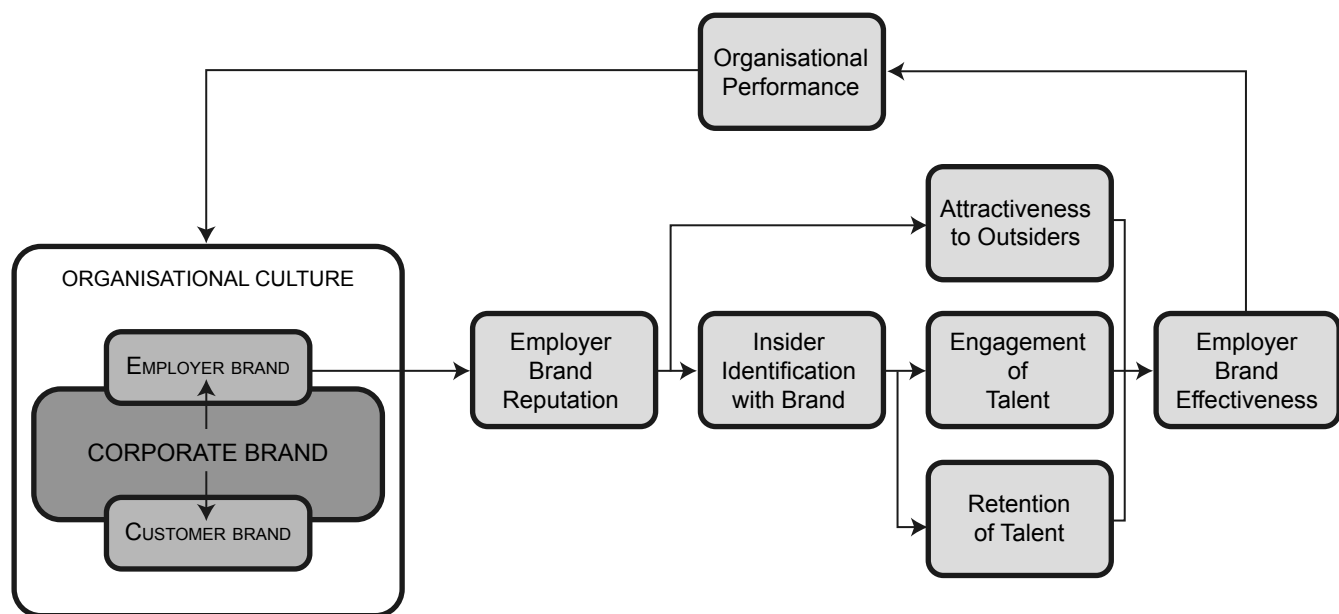 Organisational
Performance
Attractiveness
to Outsiders
ORGANISATIONAL CULTURE
EMPLOYER BRAND
CORPORATE BRAND
CUSTOMER BRAND
Employer
Brand
Reputation
Insider
Identification
with Brand
Engagement
of
Talent
Employer
Brand
Effectiveness
Retention
of Talent